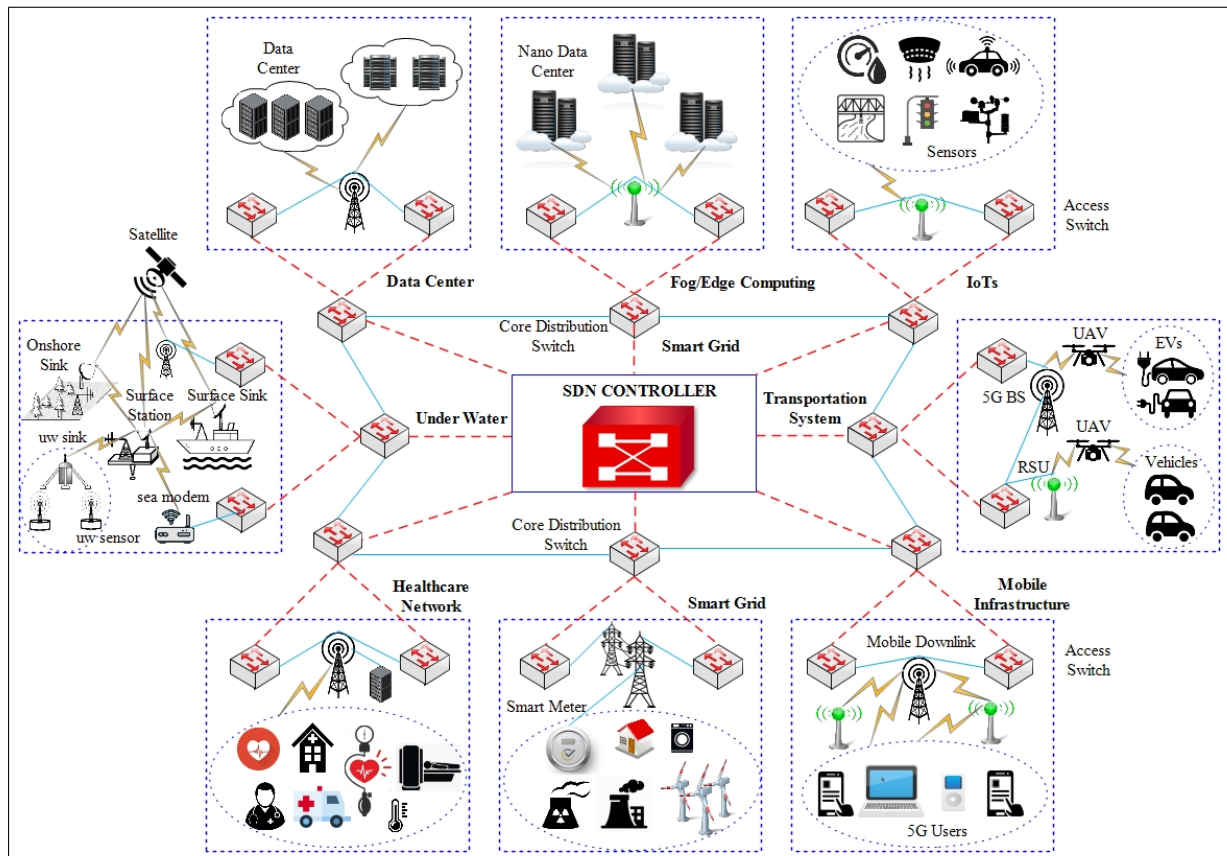 Data
Center
Nano Data
Center
Sensors
Access
Switch
Satellite
Data Center
Fog/Edge Computing
IoTs
Core Distribution
Switch
Smart Grid
Onshore
Sink
Surface
Station
Surface Sink
uw sink
sea modem
uw sensor
Under Water
SDN CONTROLLER
Transportation
System
UAV
EVs
5G BS
UAV
RSU
Vehicles
Core Distribution
Switch
Healthcare
Network
Smart Grid
Mobile
Infrastructure
Smart Meter
Mobile Downlink
Access
Switch
5G Users